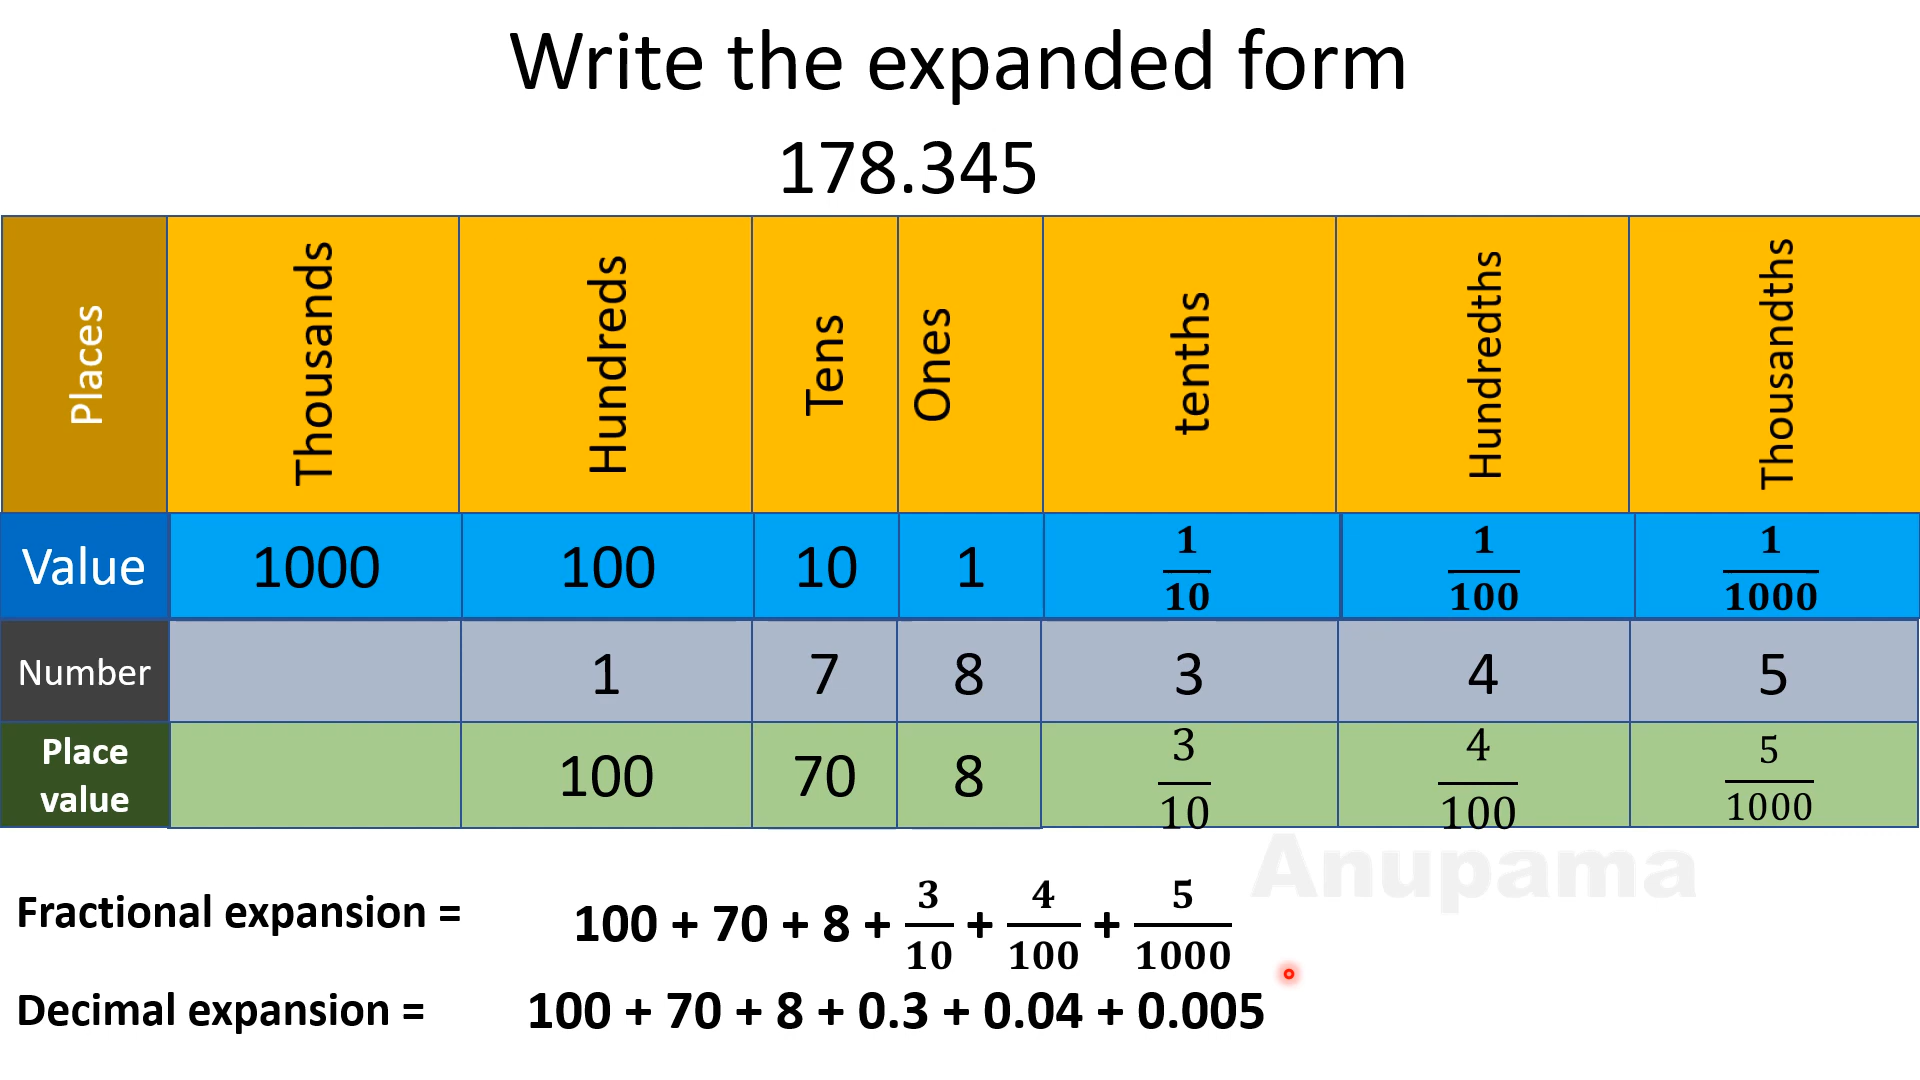 Write the expanded form
178.345
Places Thousands Hundreds Tens Ones tenths Hundredths Thousandths
Value 1000 100 10 1 1/10 1/100 1/1000
Number 1 7 8 3 4 5
Place value 100 70 8 3/10 4/100 5/1000
Anupama
Fractional expansion = 100 + 70 + 8 + 3/10 + 4/100 + 5/1000
Decimal expansion = 100 + 70 + 8 + 0.3 + 0.04 + 0.005